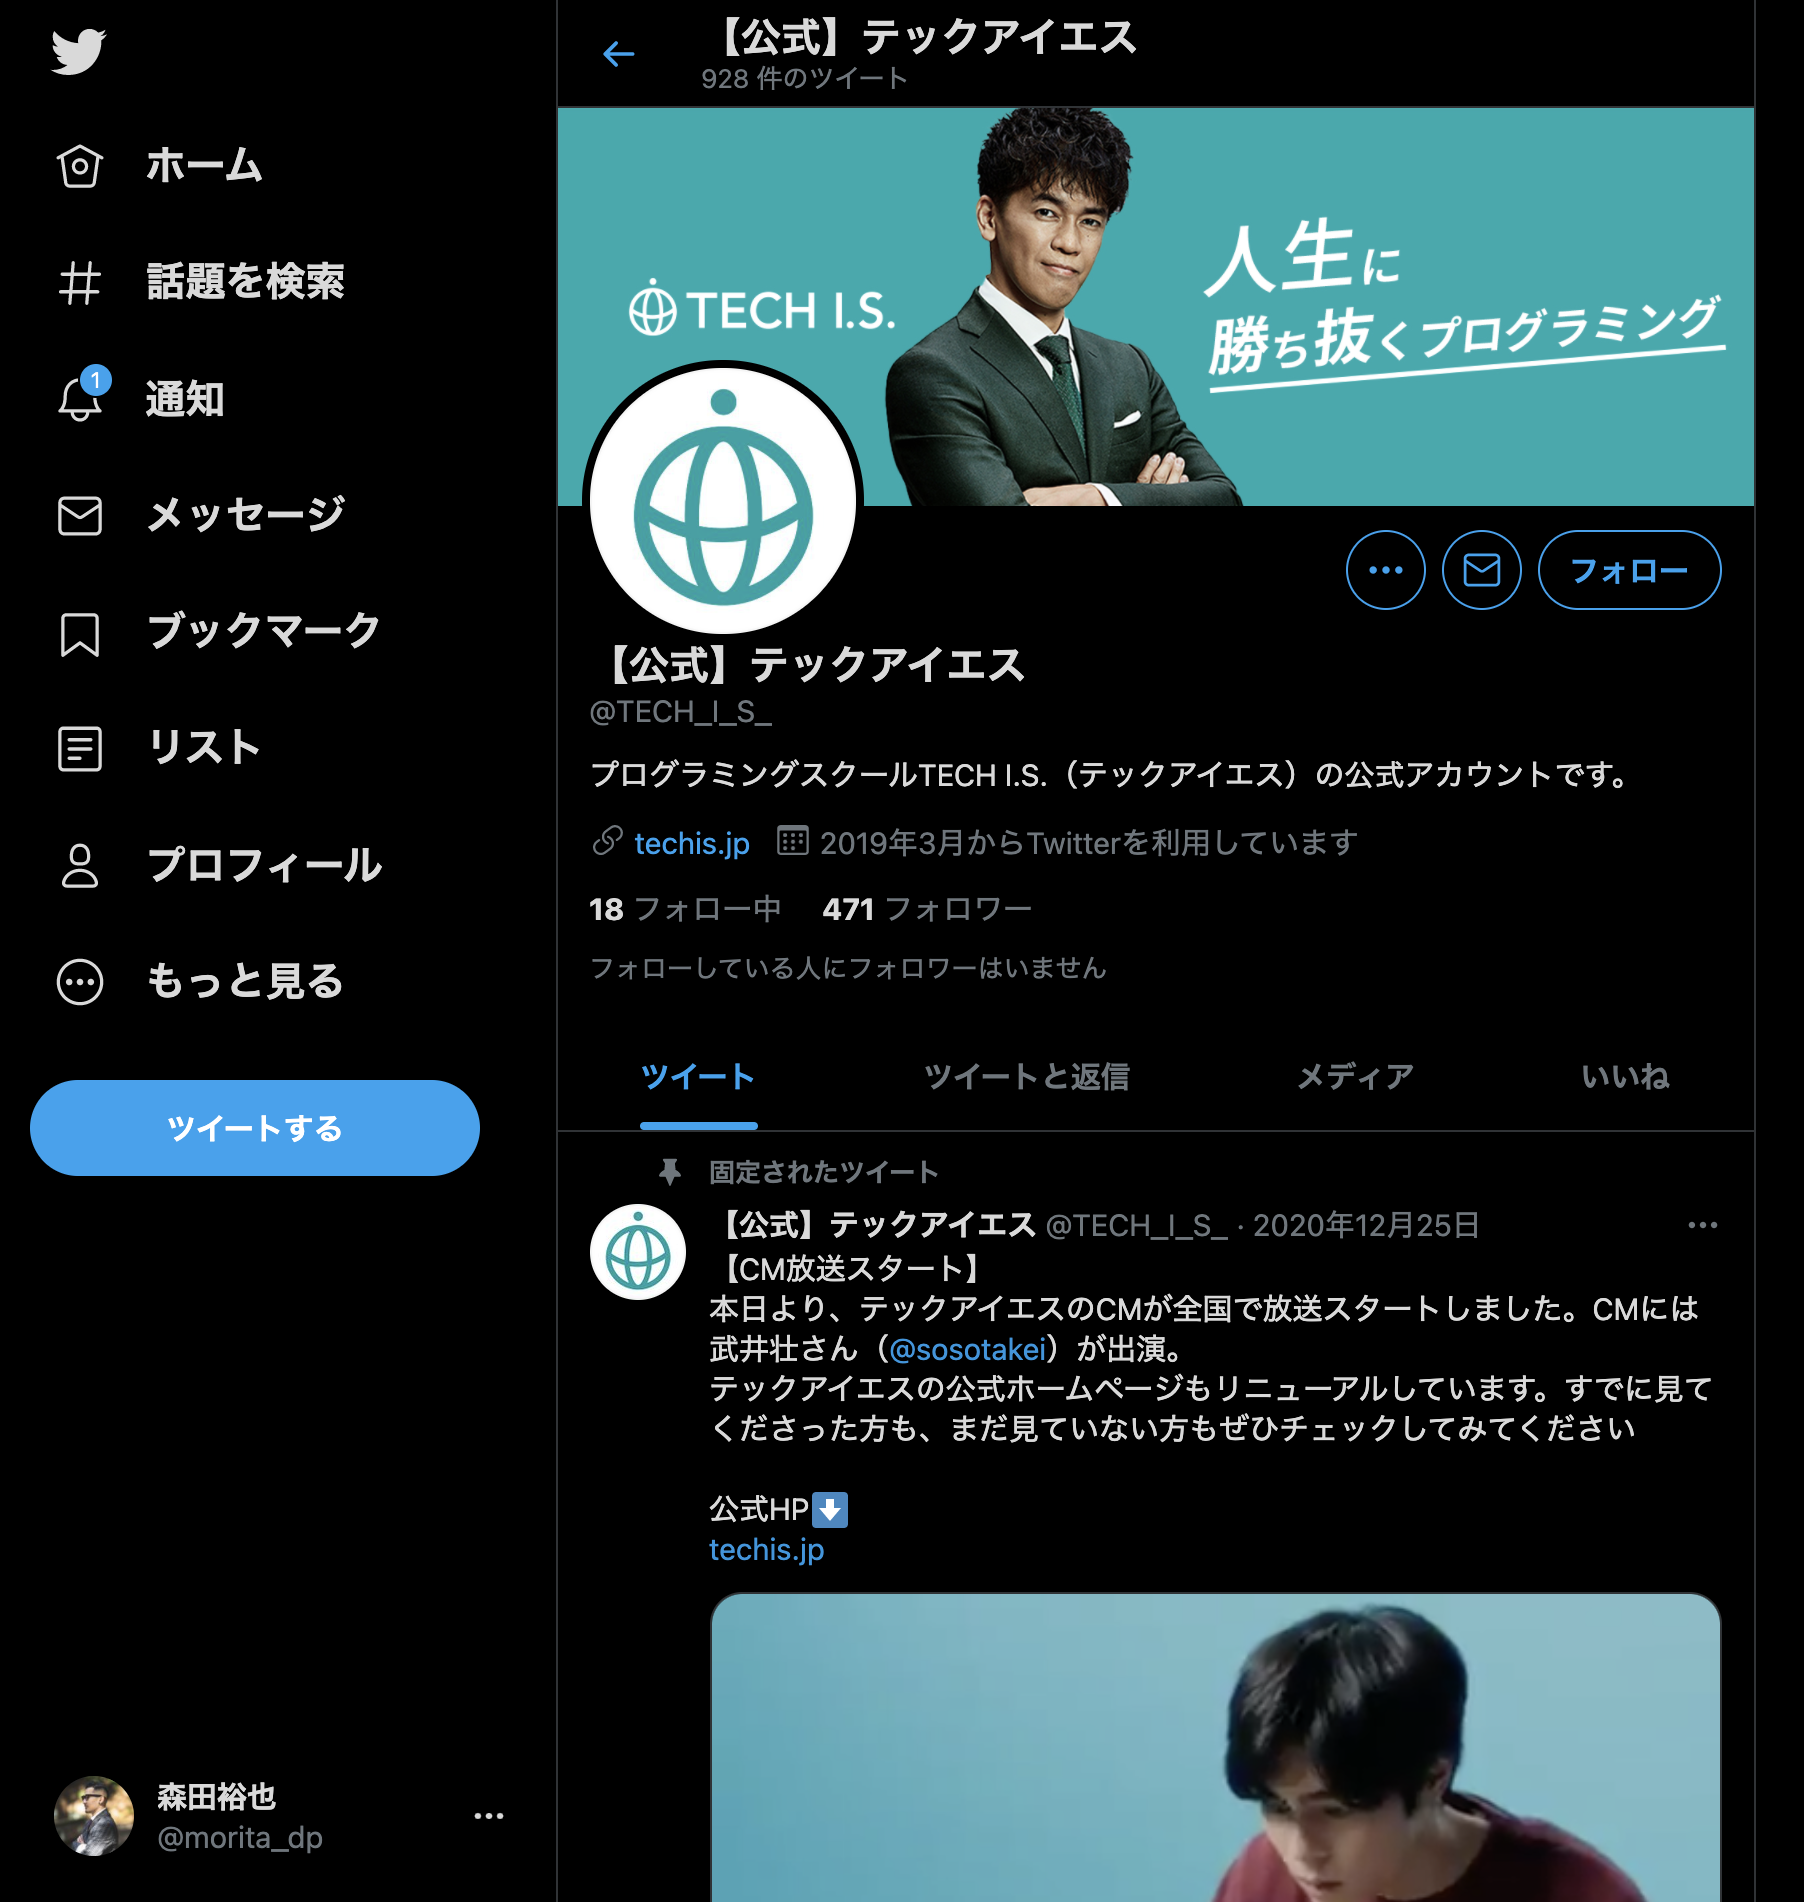 ホーム
話題を検索
1
通知
メッセージ
ブックマーク
リスト
プロフィール
もっと見る
ツイートする
森田裕也
@morita_dp
【公式】テックアイエス
928 件のツイート
TECH I.S.
人生に
勝ち抜くプログラミング
フォロー
【公式】テックアイエス
@TECH_I_S_
プログラミングスクールTECH I.S.（テックアイエス）の公式アカウントです。
techis.jp 2019年3月からTwitterを利用しています
18 フォロー中 471 フォロワー
フォローしている人にフォロワーはいません
ツイート ツイートと返信 メディア いいね
固定されたツイート
【公式】テックアイエス @TECH_I_S_ · 2020年12月25日
【CM放送スタート】
本日より、テックアイエスのCMが全国で放送スタートしました。CMには
武井壮さん（@sosotakei）が出演。
テックアイエスの公式ホームページもリニューアルしています。すでに見て
くださった方も、まだ見ていない方もぜひチェックしてみてください
公式HP⬇
techis.jp